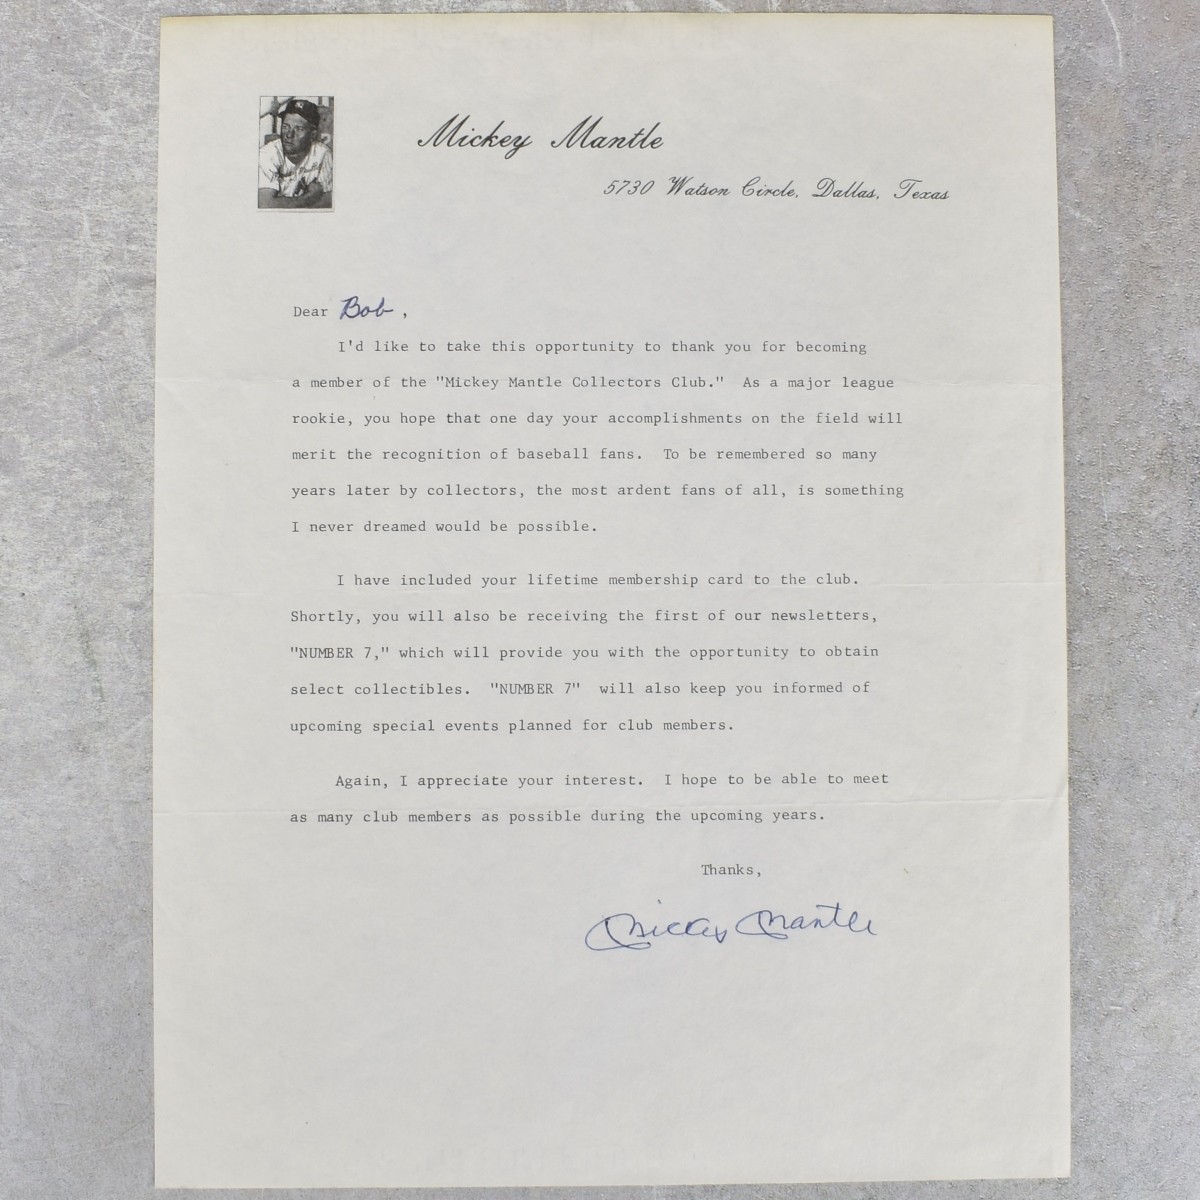 Mickey Mantle
5730 Watson Circle, Dallas, Texas
Dear Bob,
I'd like to take this opportunity to thank you for becoming
a member of the "Mickey Mantle Collectors Club."  As a major league
rookie, you hope that one day your accomplishments on the field will
merit the recognition of baseball fans.  To be remembered so many
years later by collectors, the most ardent fans of all, is something
I never dreamed would be possible.
I have included your lifetime membership card to the club.
Shortly, you will also be receiving the first of our newsletters,
"NUMBER 7," which will provide you with the opportunity to obtain
select collectibles.  "NUMBER 7"  will also keep you informed of
upcoming special events planned for club members.
Again, I appreciate your interest.  I hope to be able to meet
as many club members as possible during the upcoming years.
Thanks,
Mickey Mantle